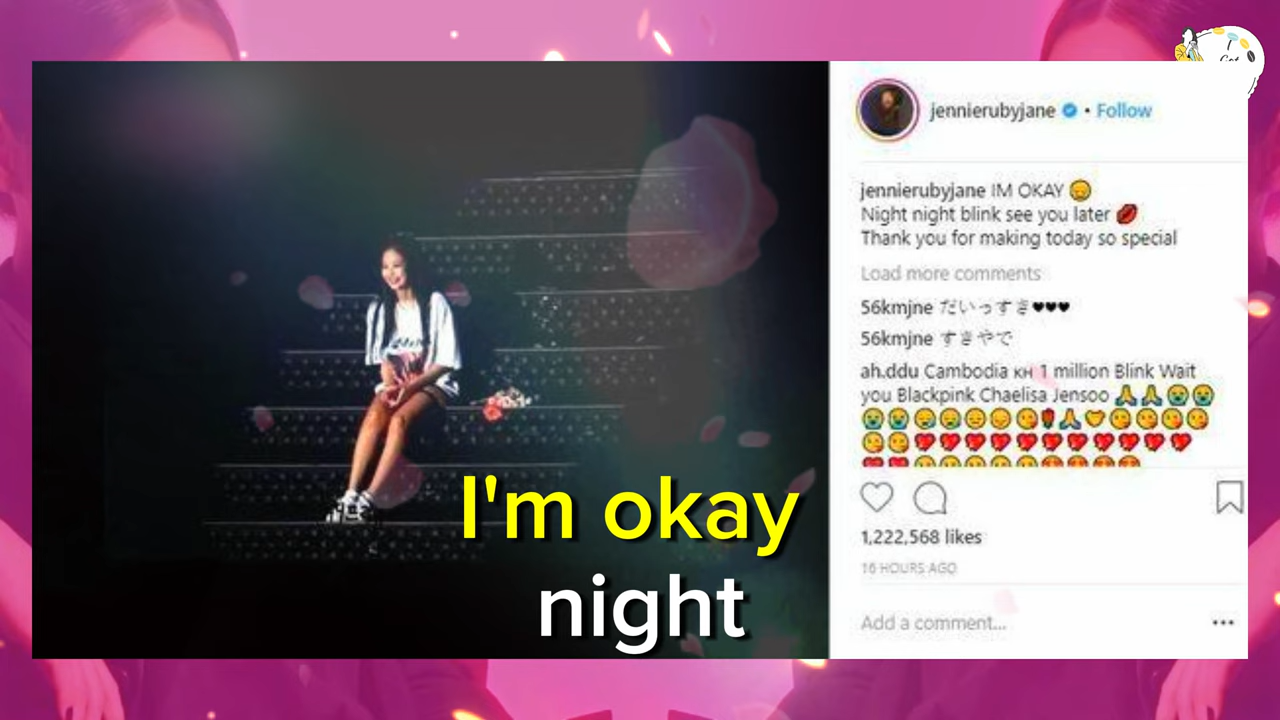 jennierubyjane • Follow
jennierubyjane IM OKAY 😞
Night night blink see you later 💋
Thank you for making today so special
Load more comments
56kmjne だいっすき♥♥♥
56kmjne すきやで
ah.ddu Cambodia KH 1 million Blink Wait
you Blackpink Chaelisa Jensoo 🙏🙏😭😭
1,222,568 likes
16 HOURS AGO
Add a comment...
I'm okay
night